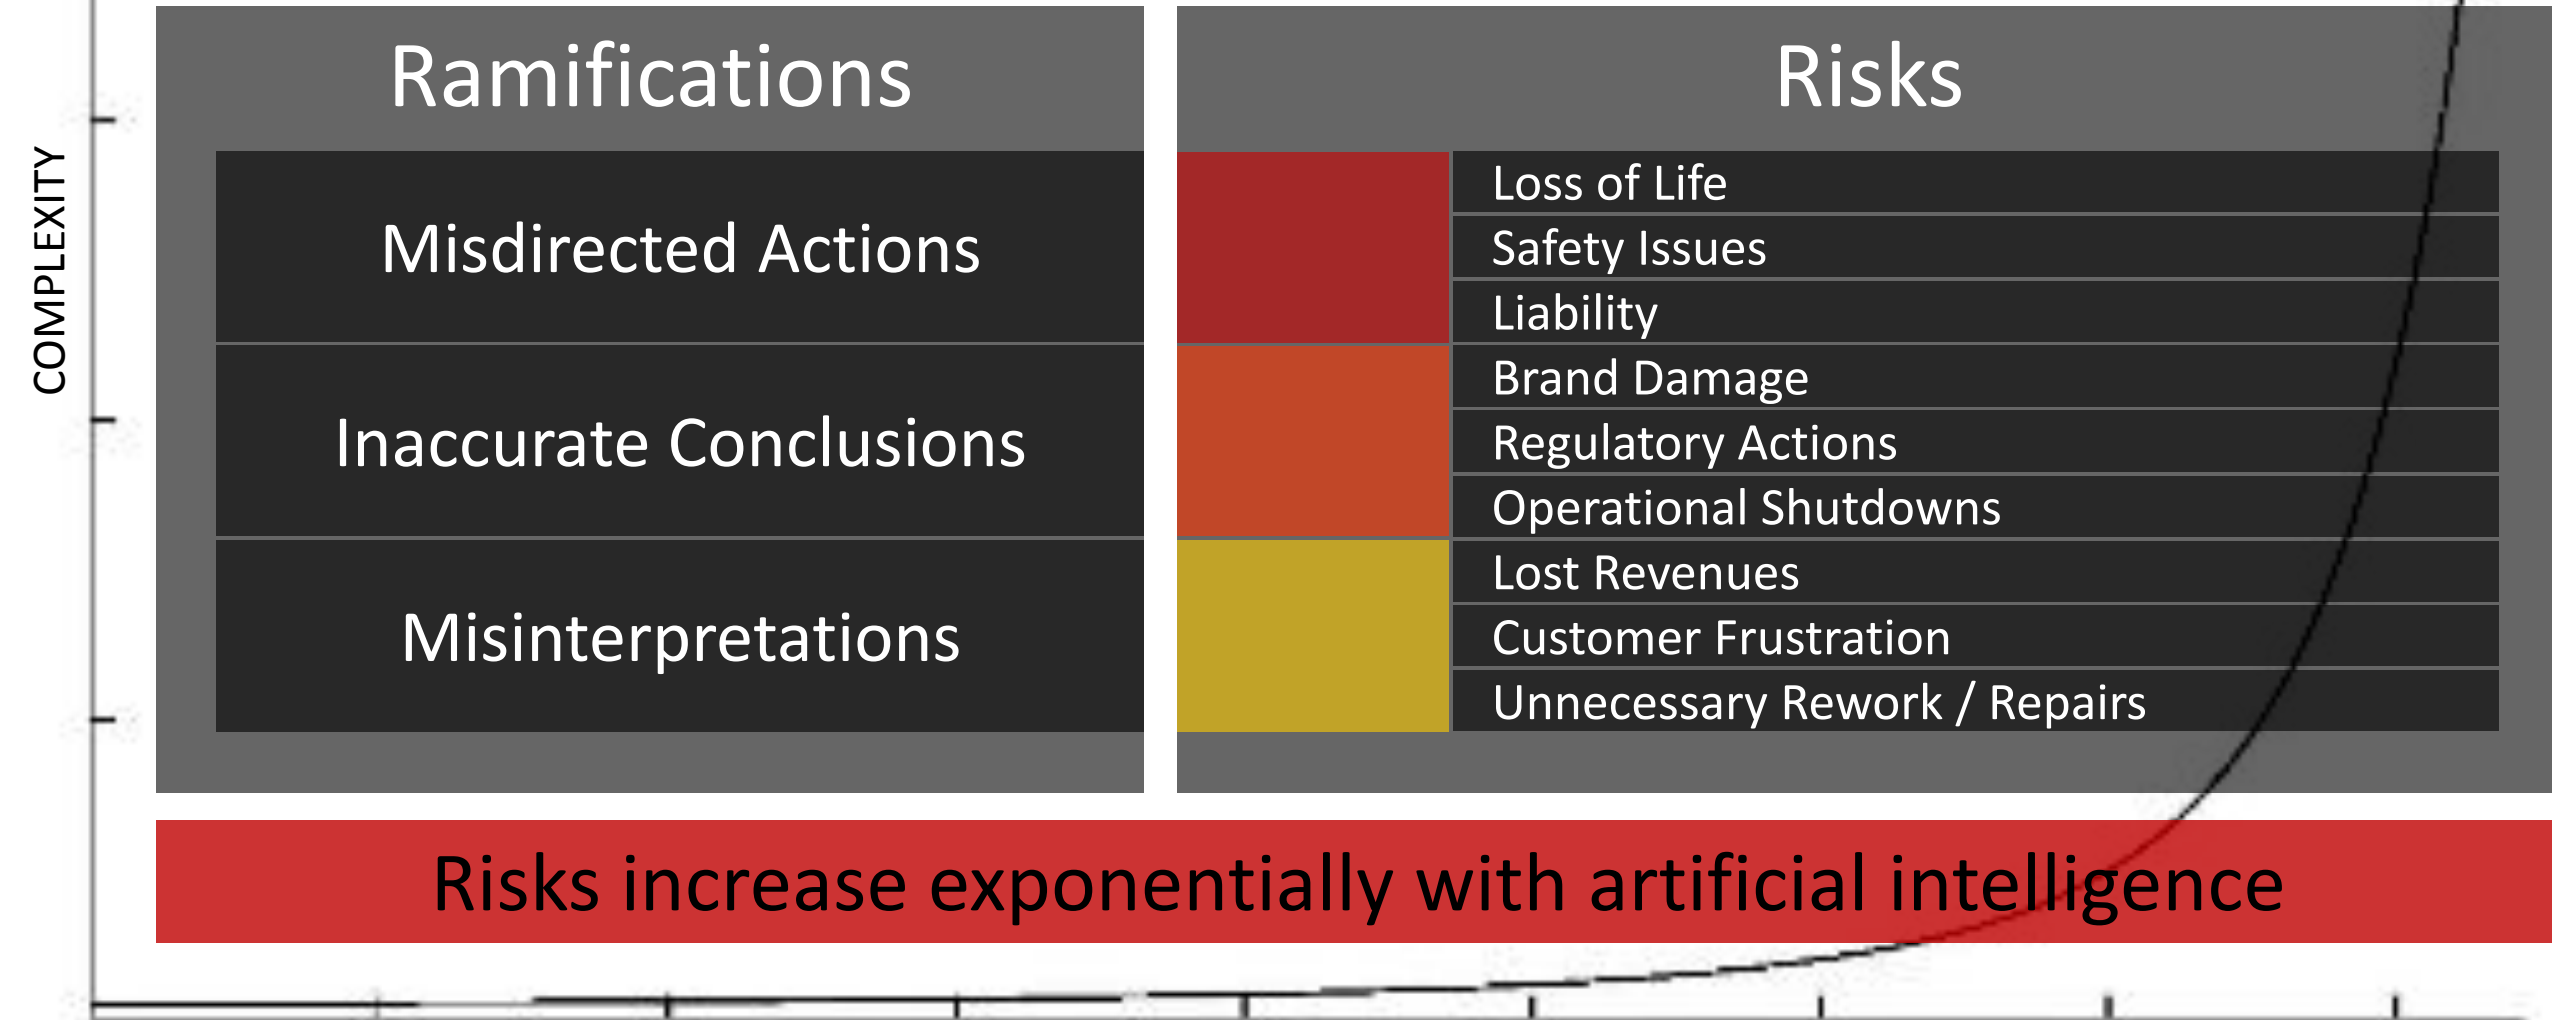 COMPLEXITY
Ramifications
Misdirected Actions
Inaccurate Conclusions
Misinterpretations
Risks
Loss of Life
Safety Issues
Liability
Brand Damage
Regulatory Actions
Operational Shutdowns
Lost Revenues
Customer Frustration
Unnecessary Rework / Repairs
Risks increase exponentially with artificial intelligence